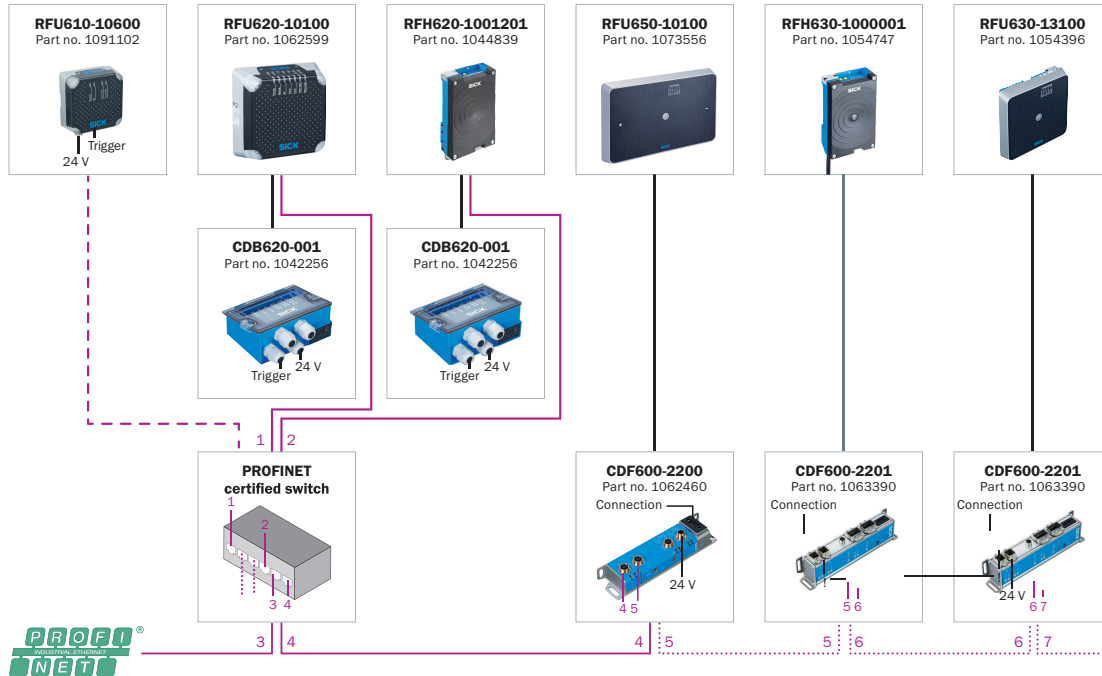 RFU610-10600
Part no. 1091102
SICK
Trigger
24 V
RFU620-10100
Part no. 1062599
SICK
RFH620-1001201
Part no. 1044839
SICK
RFU650-10100
Part no. 1073556
SICK
RFH630-1000001
Part no. 1054747
SICK
RFU630-13100
Part no. 1054396
CDB620-001
Part no. 1042256
SICK
24 V
Trigger
CDB620-001
Part no. 1042256
SICK
24 V
Trigger
1 2
PROFINET
certified switch
1
2
3 4
CDF600-2200
Part no. 1062460
Connection
24 V
4 5
CDF600-2201
Part no. 1063390
Connection
5 6
CDF600-2201
Part no. 1063390
Connection
24 V
6 7
PROFI
®
INDUSTRIAL ETHERNET
NET
3 4 4 5 5 6 6 7